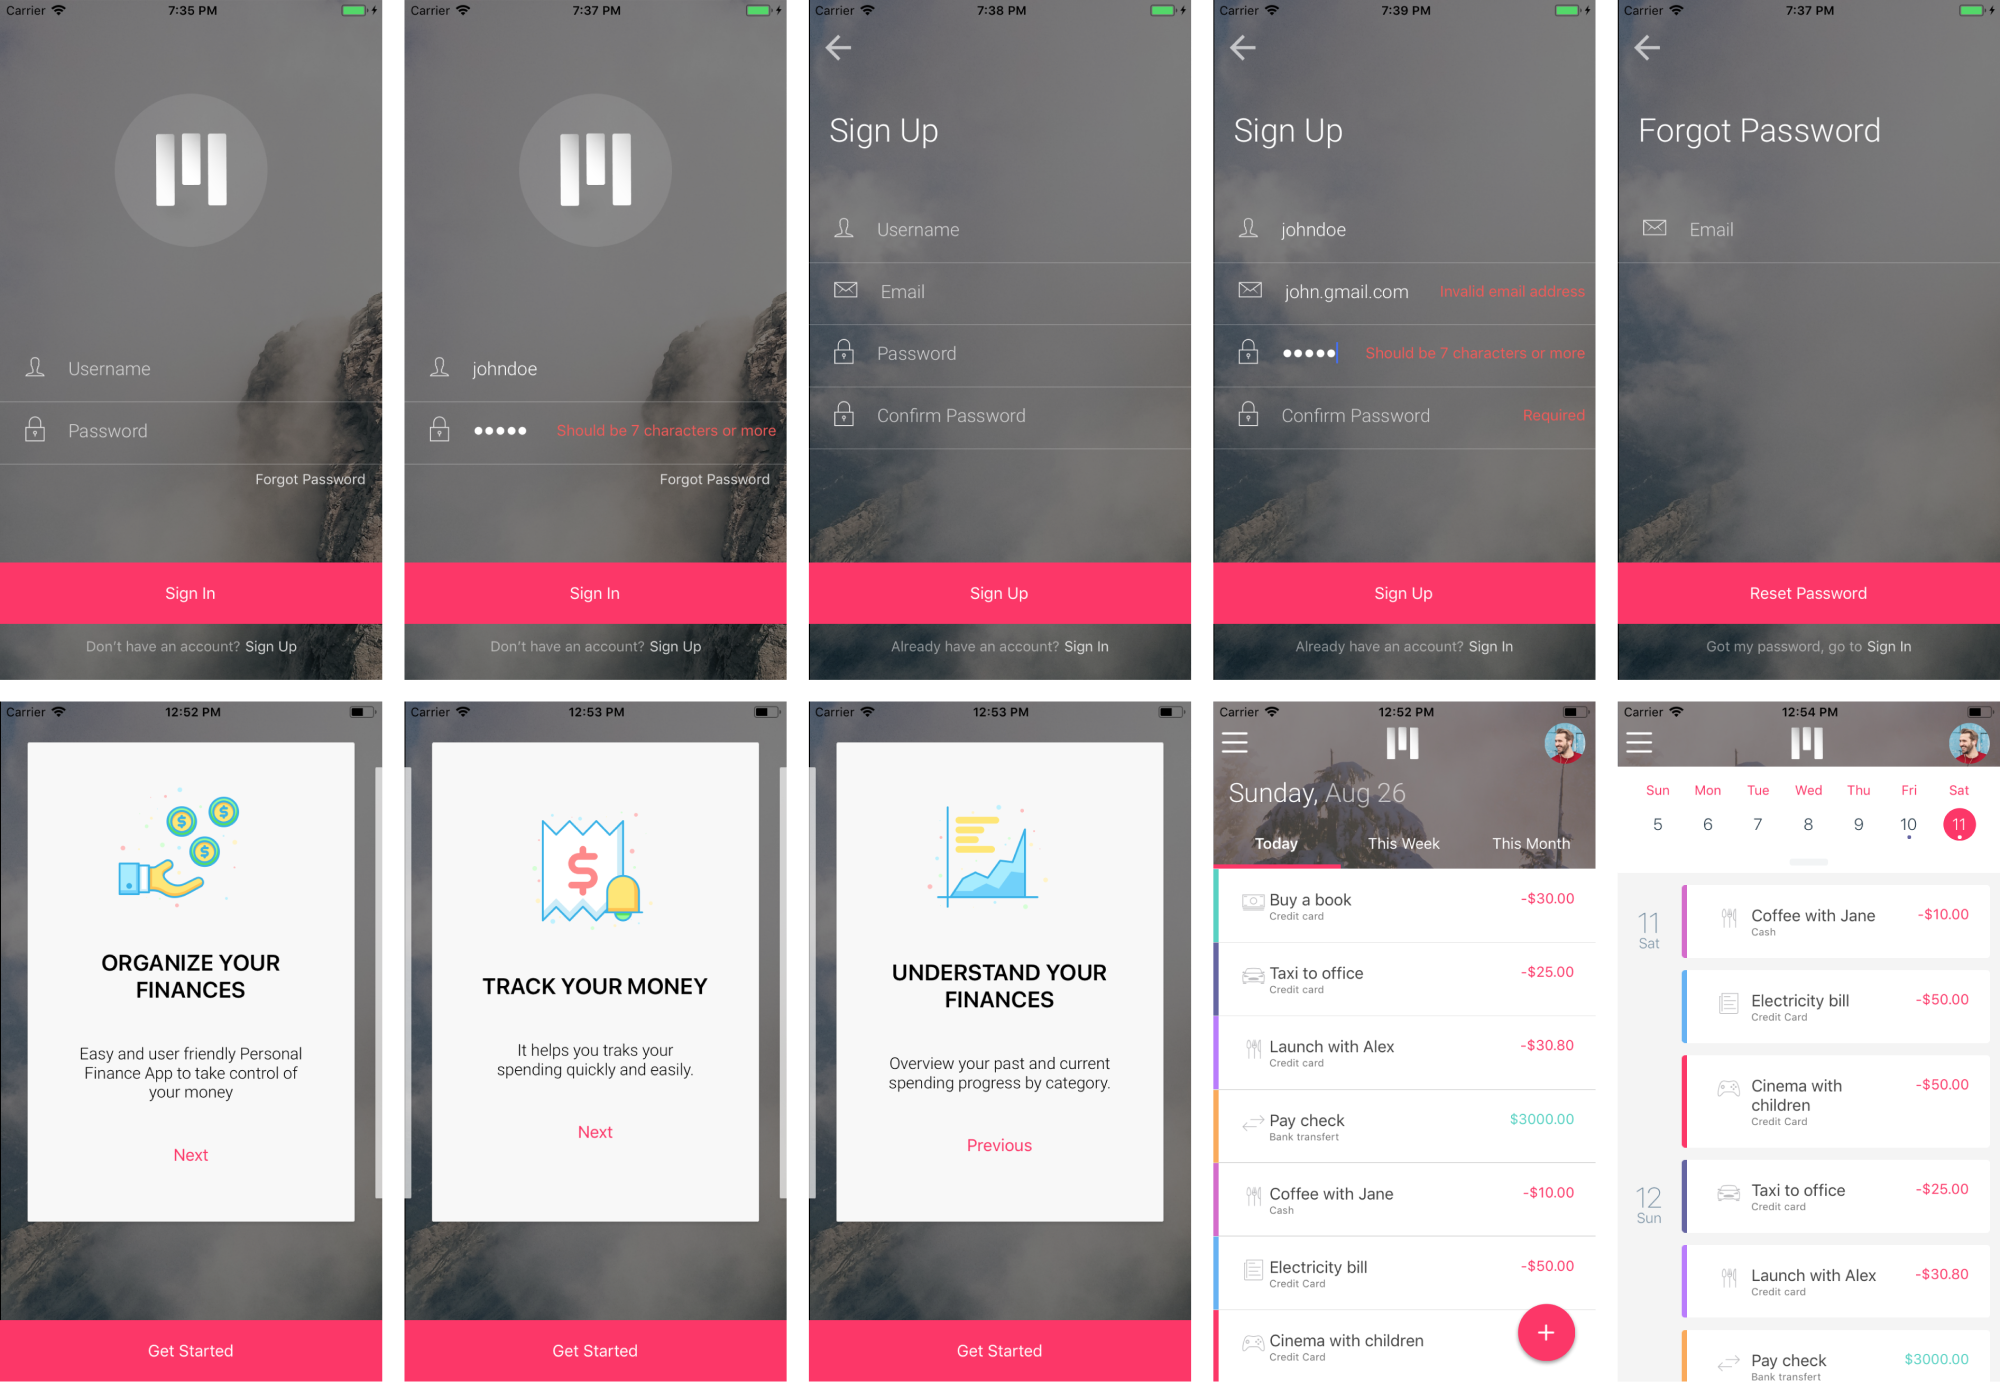 Carrier 7:35 PM
Username
Password
Forgot Password
Sign In
Don't have an account? Sign Up
Carrier 7:37 PM
johndoe
••••• Should be 7 characters or more
Forgot Password
Sign In
Don't have an account? Sign Up
Carrier 7:38 PM
Sign Up
Username
Email
Password
Confirm Password
Sign Up
Already have an account? Sign In
Carrier 7:39 PM
Sign Up
johndoe
john.gmail.com Invalid email address
••••• Should be 7 characters or more
Confirm Password Required
Sign Up
Already have an account? Sign In
Carrier 7:37 PM
Forgot Password
Email
Reset Password
Got my password, go to Sign In
Carrier 12:52 PM
ORGANIZE YOUR
FINANCES
Easy and user friendly Personal
Finance App to take control of
your money
Next
Get Started
Carrier 12:53 PM
TRACK YOUR MONEY
It helps you traks your
spending quickly and easily.
Next
Get Started
Carrier 12:53 PM
UNDERSTAND YOUR
FINANCES
Overview your past and current
spending progress by category.
Previous
Get Started
Carrier 12:52 PM
Sunday, Aug 26
Today This Week This Month
Buy a book -$30.00
Credit card
Taxi to office -$25.00
Credit card
Launch with Alex -$30.80
Credit card
Pay check $3000.00
Bank transfert
Coffee with Jane -$10.00
Cash
Electricity bill -$50.00
Credit Card
Cinema with children
Credit Card
+
Carrier 12:54 PM
Sun Mon Tue Wed Thu Fri Sat
5 6 7 8 9 10 11
11
Sat
Coffee with Jane -$10.00
Cash
Electricity bill -$50.00
Credit Card
Cinema with -$50.00
children
Credit Card
12
Sun
Taxi to office -$25.00
Credit card
Launch with Alex -$30.80
Credit card
Pay check $3000.00
Bank transfert